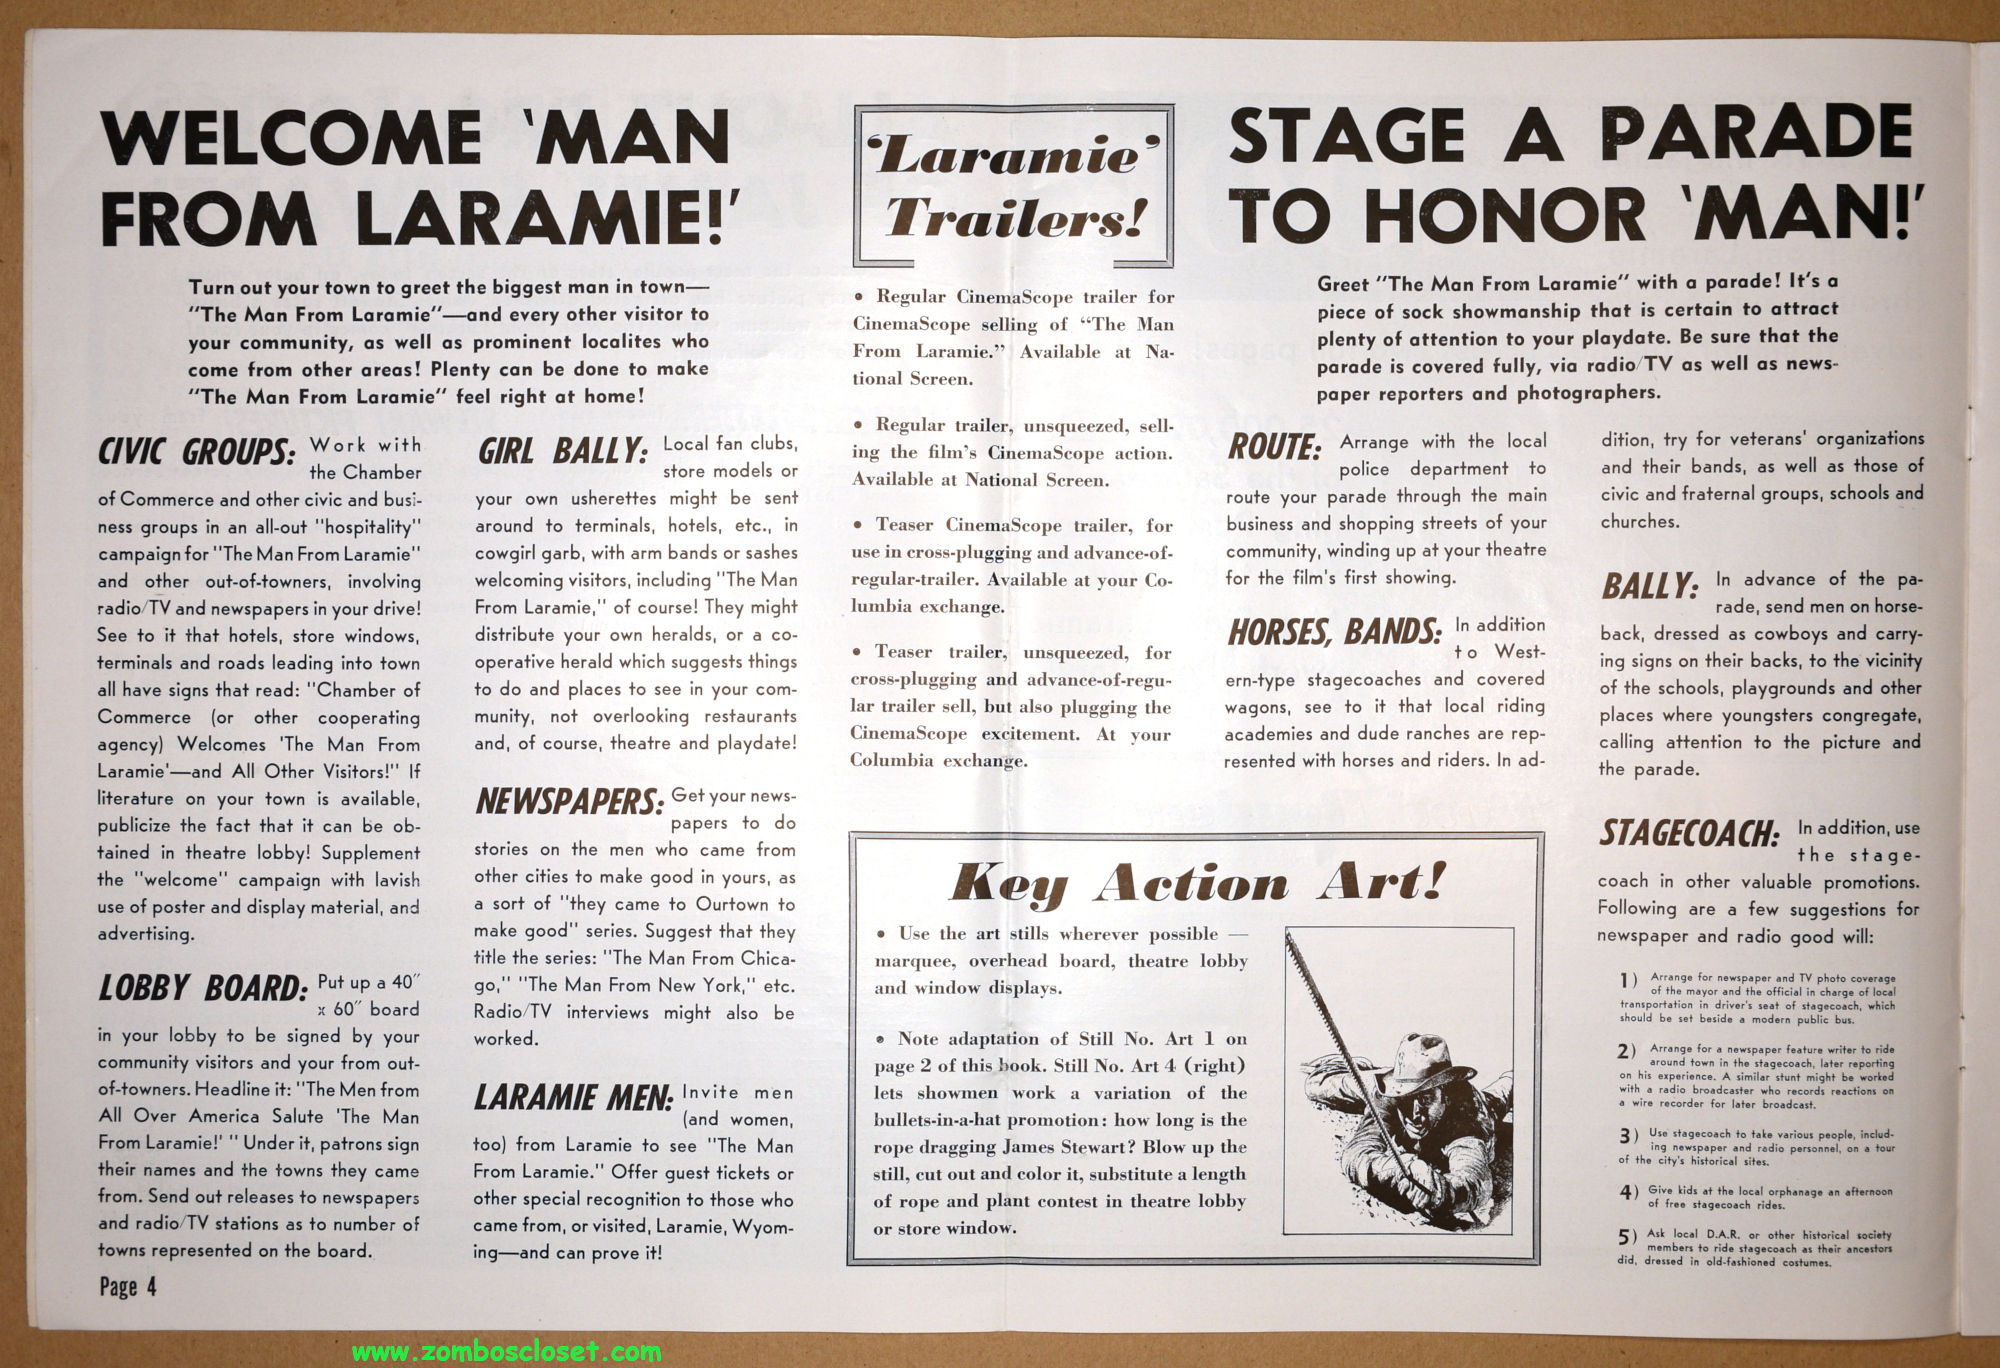 WELCOME 'MAN
FROM LARAMIE!'
Turn out your town to greet the biggest man in town—
"The Man From Laramie"—and every other visitor to
your community, as well as prominent localites who
come from other areas! Plenty can be done to make
"The Man From Laramie" feel right at home!
CIVIC GROUPS: Work with
the Chamber
of Commerce and other civic and busi-
ness groups in an all-out "hospitality"
campaign for "The Man From Laramie"
and other out-of-towners, involving
radio/TV and newspapers in your drive!
See to it that hotels, store windows,
terminals and roads leading into town
all have signs that read: "Chamber of
Commerce (or other cooperating
agency) Welcomes 'The Man From
Laramie'—and All Other Visitors!" If
literature on your town is available,
publicize the fact that it can be ob-
tained in theatre lobby! Supplement
the "welcome" campaign with lavish
use of poster and display material, and
advertising.
LOBBY BOARD: Put up a 40"
x 60" board
in your lobby to be signed by your
community visitors and your from out-
of-towners. Headline it: "The Men from
All Over America Salute 'The Man
From Laramie!' " Under it, patrons sign
their names and the towns they came
from. Send out releases to newspapers
and radio/TV stations as to number of
towns represented on the board.
Page 4
GIRL BALLY: Local fan clubs,
store models or
your own usherettes might be sent
around to terminals, hotels, etc., in
cowgirl garb, with arm bands or sashes
welcoming visitors, including "The Man
From Laramie," of course! They might
distribute your own heralds, or a co-
operative herald which suggests things
to do and places to see in your com-
munity, not overlooking restaurants
and, of course, theatre and playdate!
NEWSPAPERS: Get your news-
papers to do
stories on the men who came from
other cities to make good in yours, as
a sort of "they came to Ourtown to
make good" series. Suggest that they
title the series: "The Man From Chica-
go," "The Man From New York," etc.
Radio/TV interviews might also be
worked.
LARAMIE MEN: Invite men
(and women,
too) from Laramie to see "The Man
From Laramie." Offer guest tickets or
other special recognition to those who
came from, or visited, Laramie, Wyom-
ing—and can prove it!
'Laramie'
Trailers!
• Regular CinemaScope trailer for
CinemaScope selling of "The Man
From Laramie." Available at Na-
tional Screen.
• Regular trailer, unsqueezed, sell-
ing the film's CinemaScope action.
Available at National Screen.
• Teaser CinemaScope trailer, for
use in cross-plugging and advance-of-
regular-trailer. Available at your Co-
lumbia exchange.
• Teaser trailer, unsqueezed, for
cross-plugging and advance-of-regu-
lar trailer sell, but also plugging the
CinemaScope excitement. At your
Columbia exchange.
Key Action Art!
• Use the art stills wherever possible —
marquee, overhead board, theatre lobby
and window displays.
• Note adaptation of Still No. Art 1 on
page 2 of this book. Still No. Art 4 (right)
lets showmen work a variation of the
bullets-in-a-hat promotion: how long is the
rope dragging James Stewart? Blow up the
still, cut out and color it, substitute a length
of rope and plant contest in theatre lobby
or store window.
STAGE A PARADE
TO HONOR 'MAN!'
Greet "The Man From Laramie" with a parade! It's a
piece of sock showmanship that is certain to attract
plenty of attention to your playdate. Be sure that the
parade is covered fully, via radio/TV as well as news-
paper reporters and photographers.
ROUTE: Arrange with the local
police department to
route your parade through the main
business and shopping streets of your
community, winding up at your theatre
for the film's first showing.
HORSES, BANDS: In addition
to West-
ern-type stagecoaches and covered
wagons, see to it that local riding
academies and dude ranches are rep-
resented with horses and riders. In ad-
dition, try for veterans' organizations
and their bands, as well as those of
civic and fraternal groups, schools and
churches.
BALLY: In advance of the pa-
rade, send men on horse-
back, dressed as cowboys and carry-
ing signs on their backs, to the vicinity
of the schools, playgrounds and other
places where youngsters congregate,
calling attention to the picture and
the parade.
STAGECOACH: In addition, use
the stage-
coach in other valuable promotions.
Following are a few suggestions for
newspaper and radio good will:
1) Arrange for newspaper and TV photo coverage
of the mayor and the official in charge of local
transportation in driver's seat of stagecoach, which
should be set beside a modern public bus.
2) Arrange for a newspaper feature writer to ride
around town in the stagecoach, later reporting
on his experience. A similar stunt might be worked
with a radio broadcaster who records reactions on
a wire recorder for later broadcast.
3) Use stagecoach to take various people, includ-
ing newspaper and radio personnel, on a tour
of the city's historical sites.
4) Give kids at the local orphanage an afternoon
of free stagecoach rides.
5) Ask local D.A.R. or other historical society
members to ride stagecoach as their ancestors
did, dressed in old-fashioned costumes.
www.zomboscloset.com